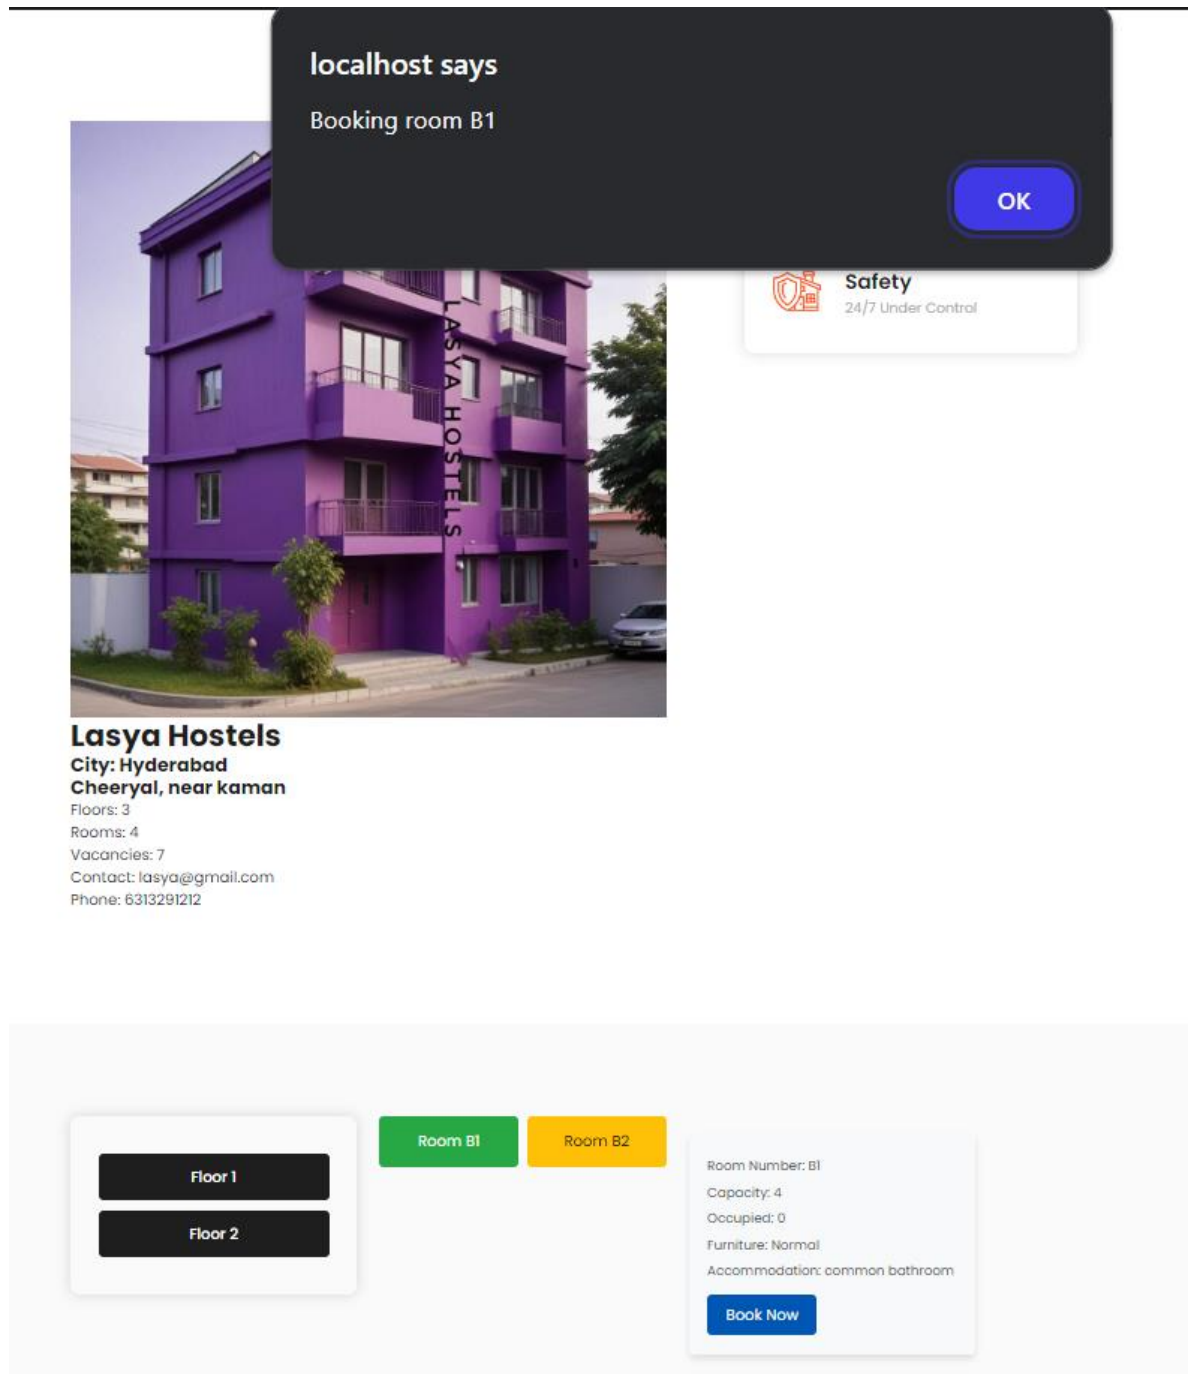 localhost says
Booking room B1
OK
Safety
24/7 Under Control
LASYA HOSTELS
Lasya Hostels
City: Hyderabad
Cheeryal, near kaman
Floors: 3
Rooms: 4
Vacancies: 7
Contact: lasya@gmail.com
Phone: 6313291212
Floor 1
Floor 2
Room B1
Room B2
Room Number: B1
Capacity: 4
Occupied: 0
Furniture: Normal
Accommodation: common bathroom
Book Now